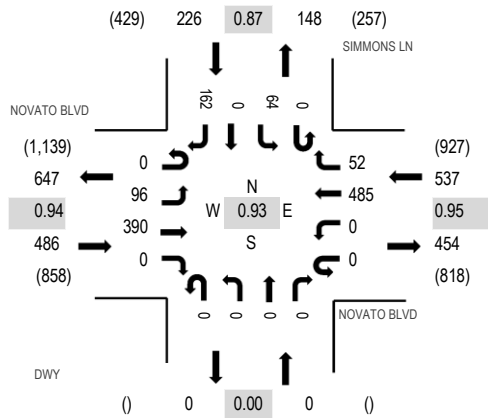 (429) 226 0.87 148 (257)
SIMMONS LN
NOVATO BLVD
162 0 64 0
(1,139) (927)
0 52
647 537
96 N 485
0.94 W 0.93 E 0.95
390 0
486 S 454
0 0
(858) (818)
0 0 0 0
NOVATO BLVD
DWY
() 0 0.00 0 ()